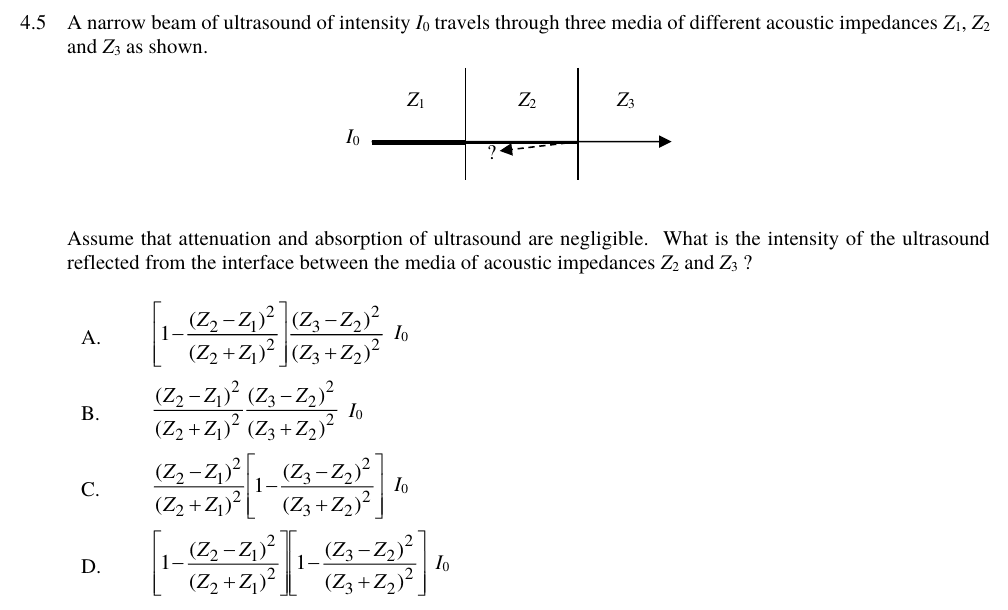 4.5 A narrow beam of ultrasound of intensity I₀ travels through three media of different acoustic impedances Z₁, Z₂
and Z₃ as shown.
Z₁ Z₂ Z₃
I₀
?
Assume that attenuation and absorption of ultrasound are negligible. What is the intensity of the ultrasound
reflected from the interface between the media of acoustic impedances Z₂ and Z₃ ?
A. [1−(Z₂−Z₁)²/(Z₂+Z₁)²](Z₃−Z₂)²/(Z₃+Z₂)² I₀
B. (Z₂−Z₁)²/(Z₂+Z₁)² (Z₃−Z₂)²/(Z₃+Z₂)² I₀
C. (Z₂−Z₁)²/(Z₂+Z₁)² [1−(Z₃−Z₂)²/(Z₃+Z₂)²] I₀
D. [1−(Z₂−Z₁)²/(Z₂+Z₁)²][1−(Z₃−Z₂)²/(Z₃+Z₂)²] I₀